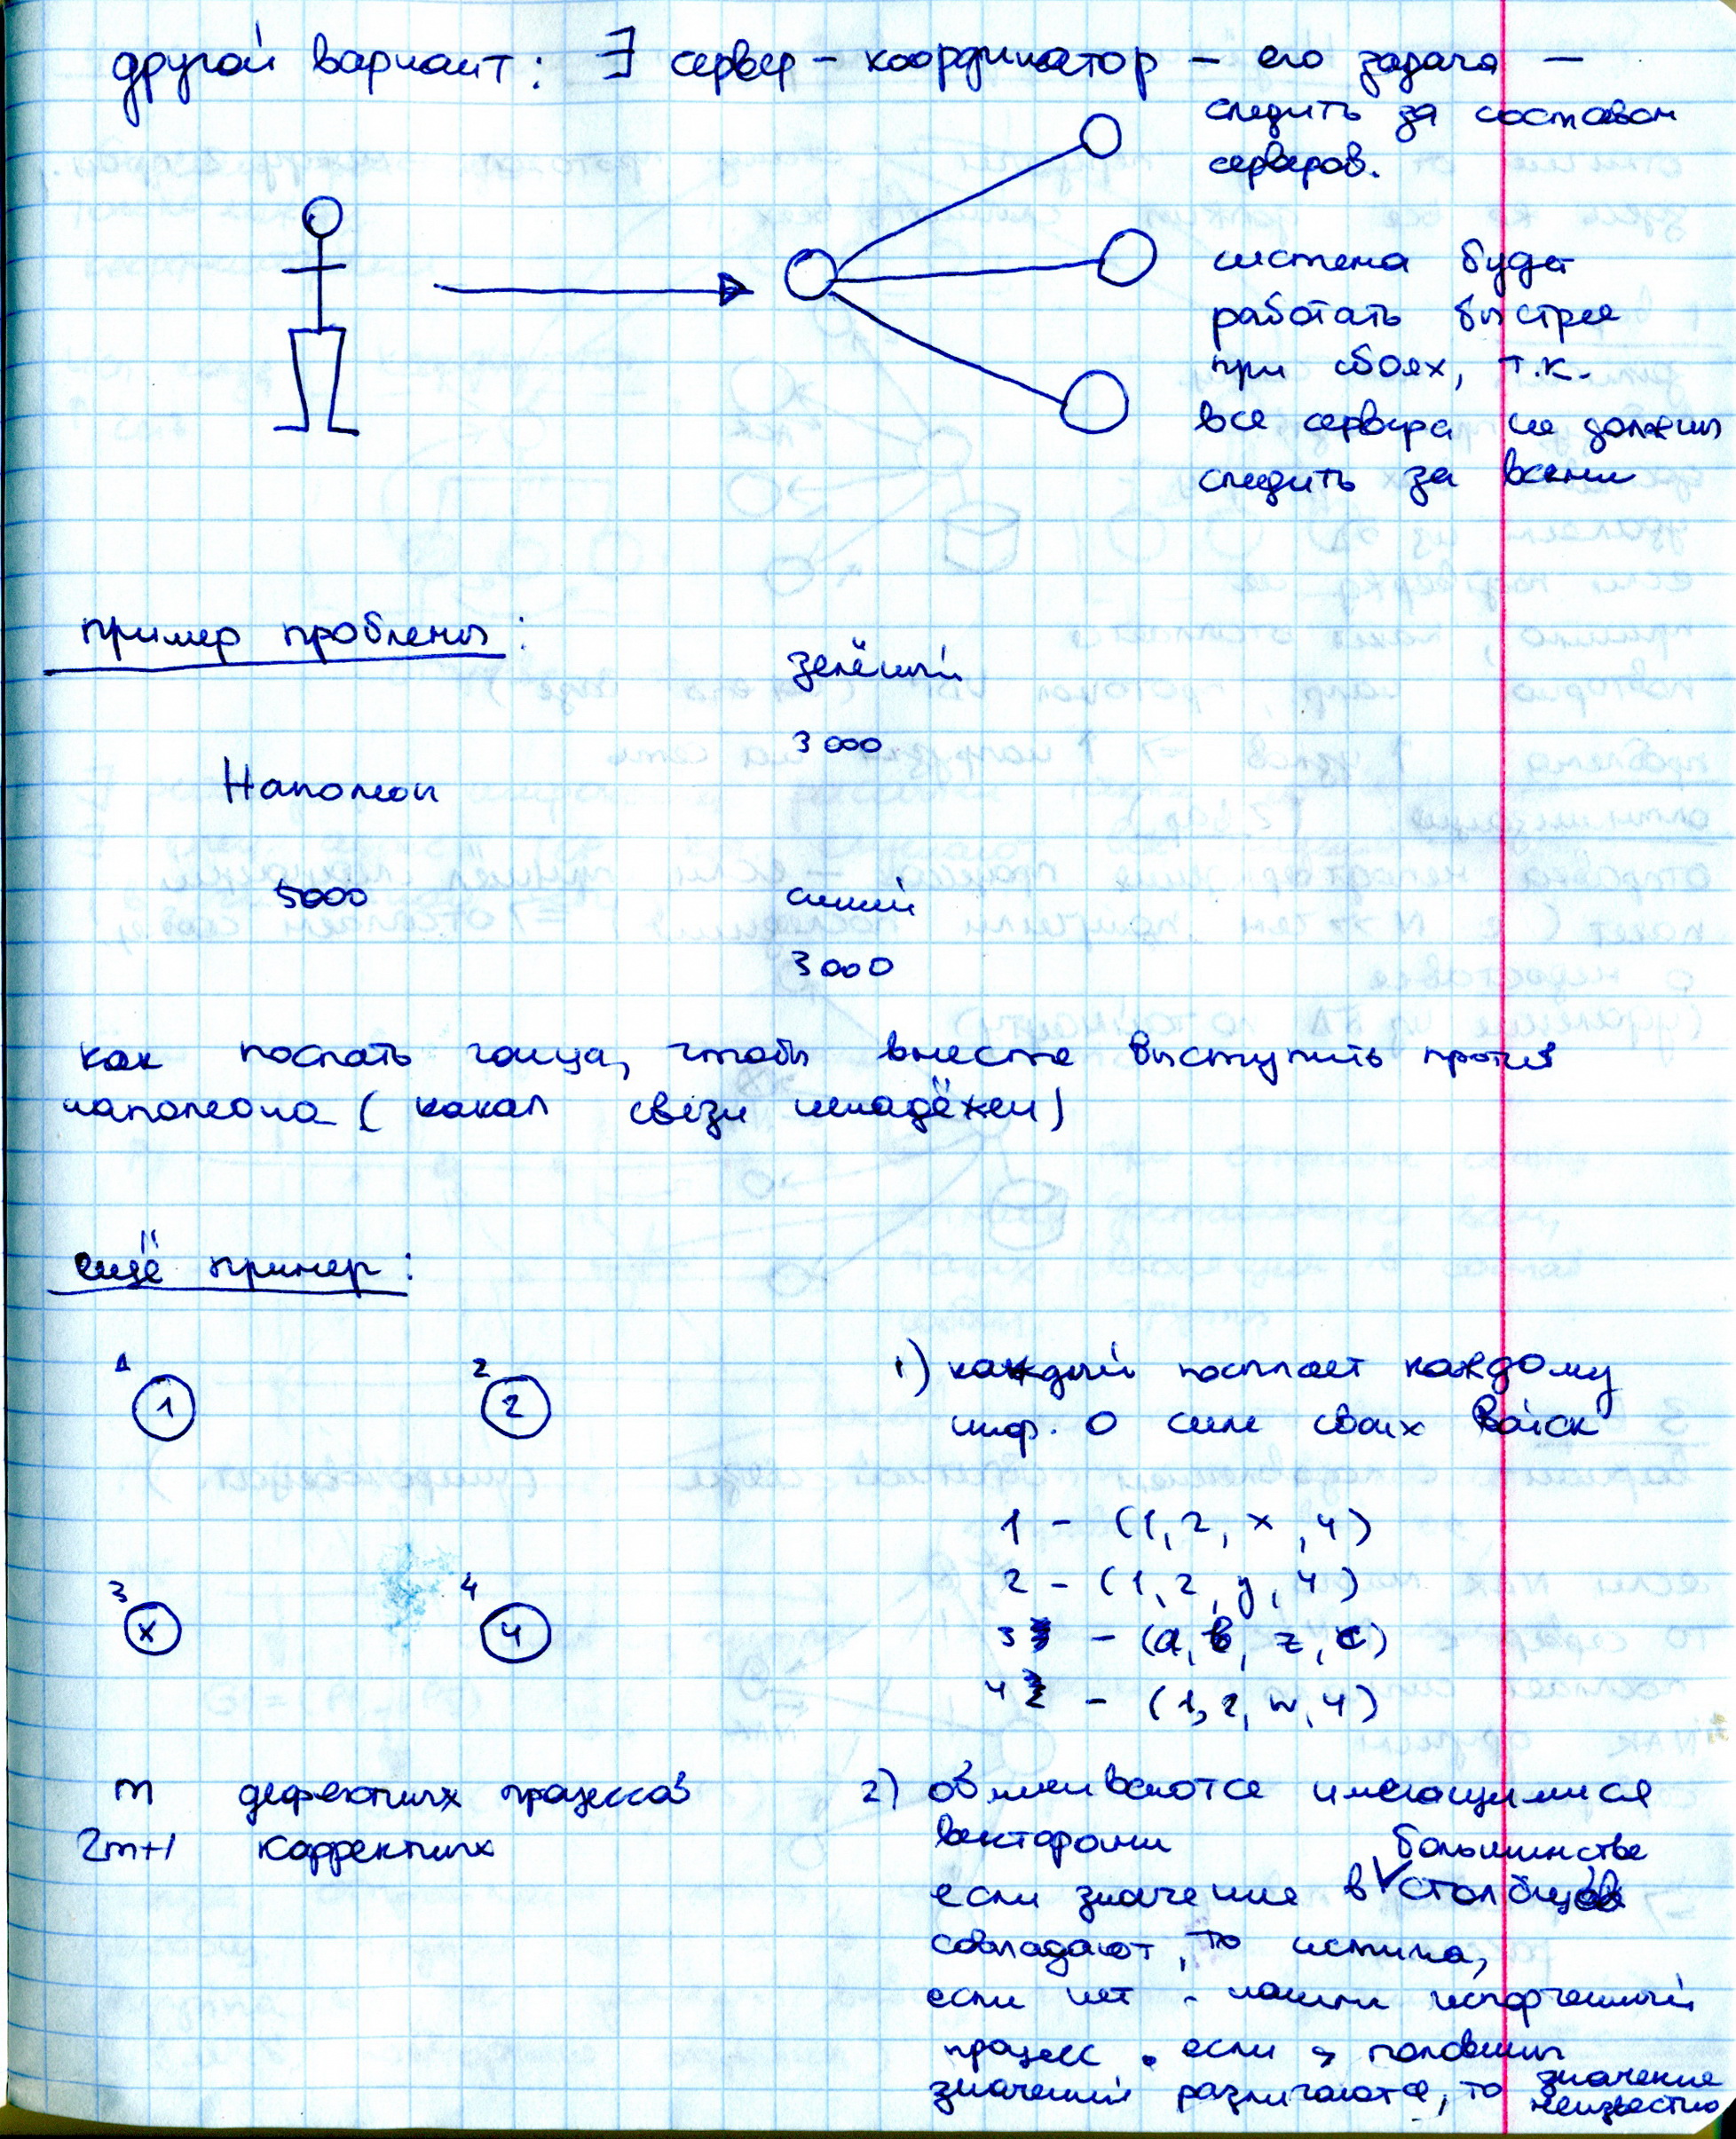 другой вариант: ∃ сервер - координатор - его задача -
следить за составом
серверов.
система будет
работать быстрее
при сбоях, т.к.
все сервера не должны
следить за всеми
пример проблемы:
зелёный
3000
Наполеон
5000
синий
3000
как послать гонца, чтобы вместе выступить против
наполеона (канал связи ненадёжен)
ещё пример:
1 2
1 2
3 4
x 4
1) каждый посылает каждому
инф. о силе своих войск
1 - (1, 2, x, 4)
2 - (1, 2, y, 4)
3 - (a, b, z, c)
4 - (1, 2, w, 4)
m дефектных процессов
2m+1 корректных
2) обмениваются имеющимися
векторами
если значение в большинстве столбцов
совпадают, то истина,
если нет - нашли испорченный
процесс. если половины
значений различаются, то значение
неизвестно